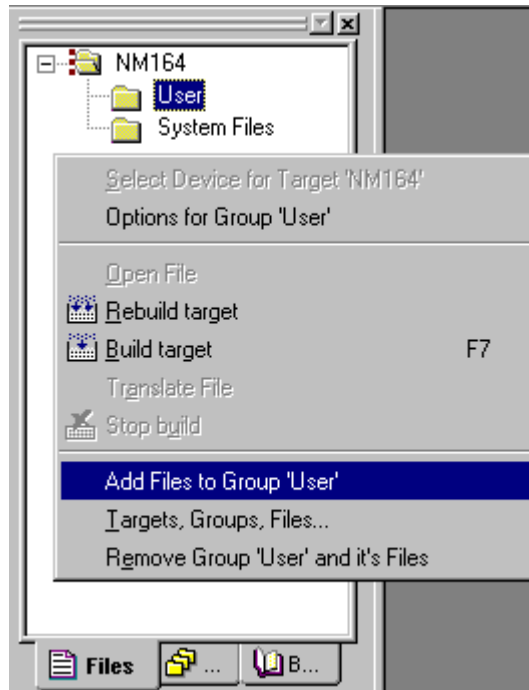 NM164
User
System Files
Select Device for Target 'NM164'
Options for Group 'User'
Open File
Rebuild target
Build target F7
Translate File
Stop build
Add Files to Group 'User'
Targets, Groups, Files...
Remove Group 'User' and it's Files
Files ... B...